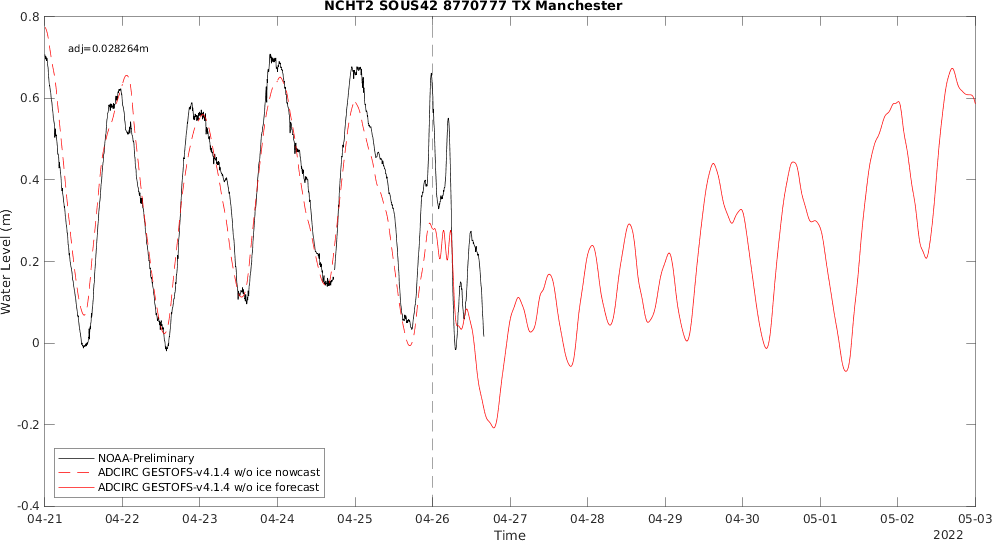 NCHT2 SOUS42 8770777 TX Manchester
adj=0.028264m
0.8
0.6
0.4
0.2
0
-0.2
-0.4
Water Level (m)
NOAA-Preliminary
ADCIRC GESTOFS-v4.1.4 w/o ice nowcast
ADCIRC GESTOFS-v4.1.4 w/o ice forecast
04-21 04-22 04-23 04-24 04-25 04-26 04-27 04-28 04-29 04-30 05-01 05-02 05-03
Time
2022